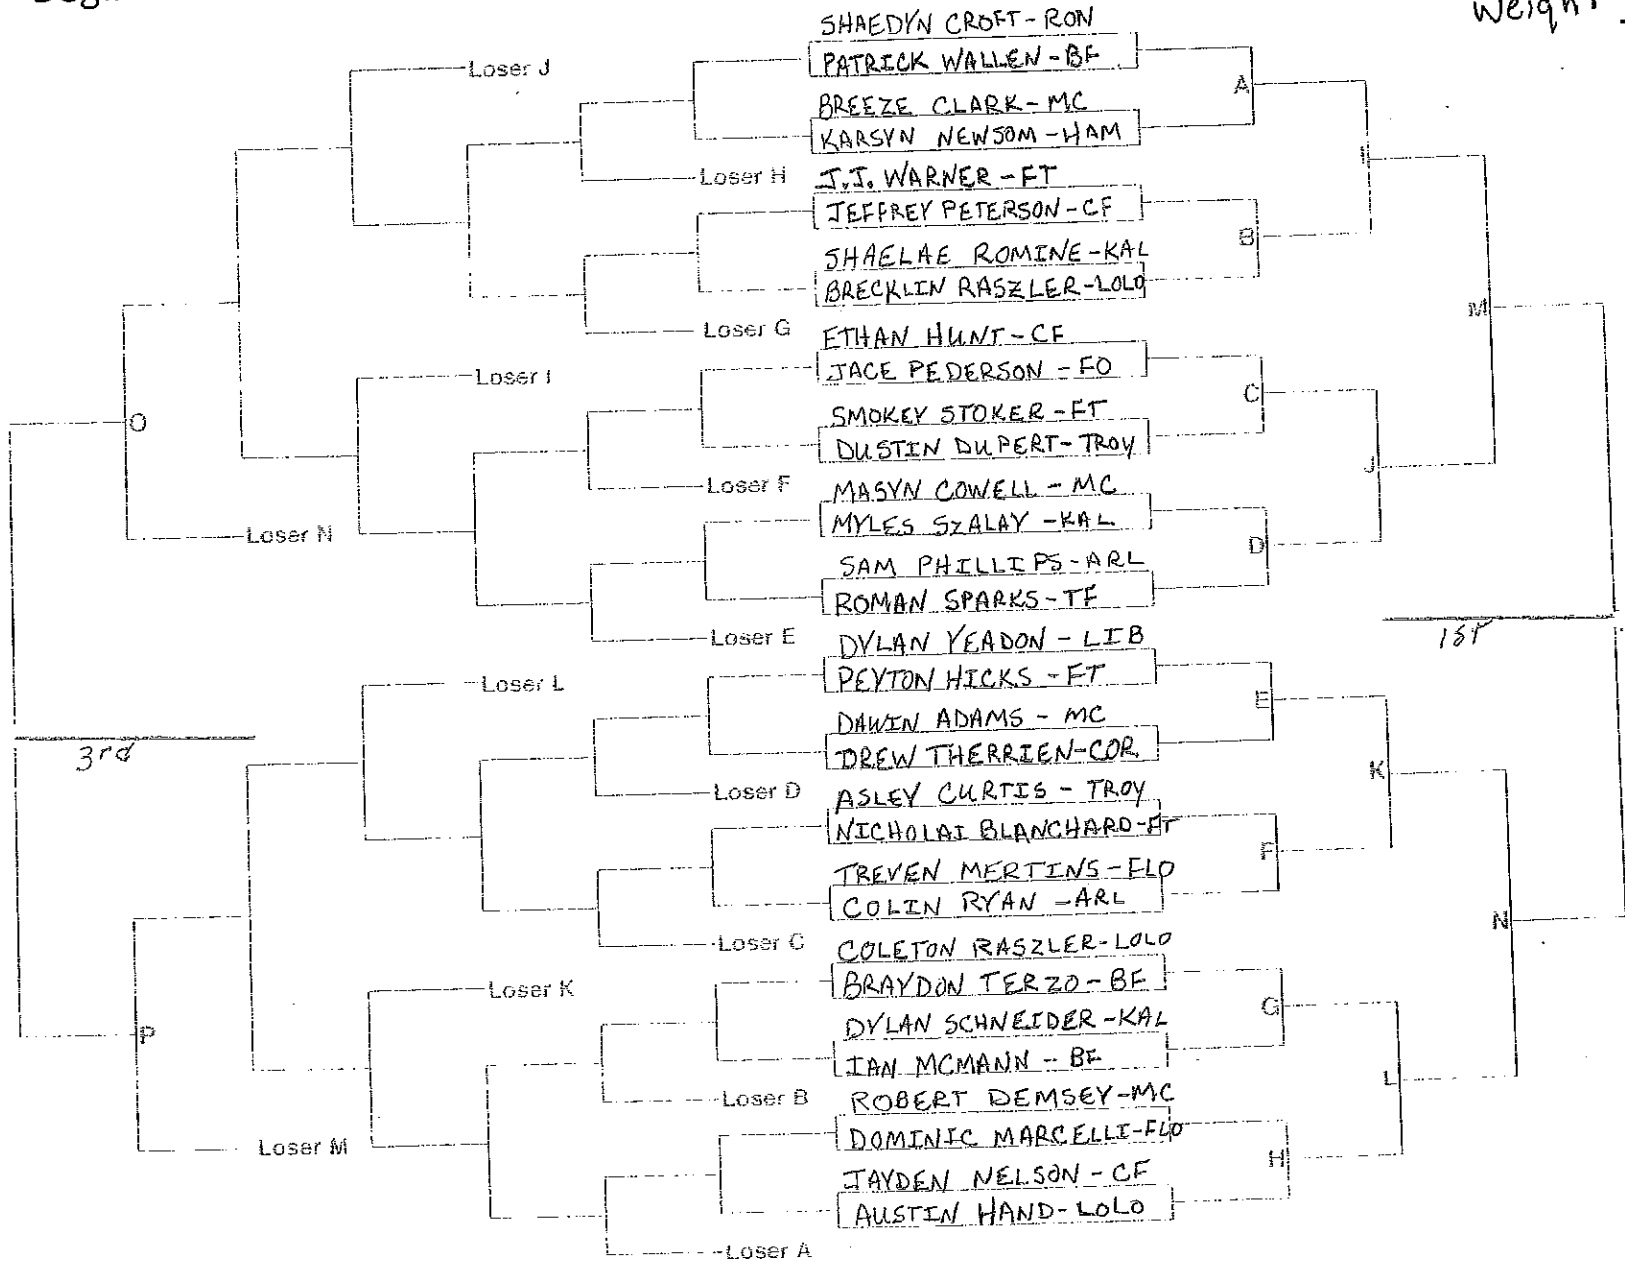 Weight
SHAEDYN CROFT-RON
Loser J
PATRICK WALLEN-BF
A
BREEZE CLARK-MC
KARSYN NEWSOM-HAM
I
Loser H
J.J. WARNER-FT
JEFFREY PETERSON-CF
B
SHAELAE ROMINE-KAL
BRECKLIN RASZLER-LOLO
M
Loser G
ETHAN HUNT-CF
Loser I
JACE PEDERSON-FO
C
O
SMOKEY STOKER-FT
DUSTIN DUPERT-TROY
J
Loser F
MASYN COWELL-MC
MYLES SZALAY-KAL
Loser N
D
SAM PHILLIPS-ARL
ROMAN SPARKS-TF
Loser E
DYLAN YEADON-LIB
1st
Loser L
PEYTON HICKS-FT
E
DAWIN ADAMS-MC
3rd
DREW THERRIEN-COR.
K
Loser D
ASLEY CURTIS-TROY
NICHOLAI BLANCHARD-FT
F
TREVEN MERTINS-FLO
COLIN RYAN-ARL
N
Loser C
COLETON RASZLER-LOLO
Loser K
BRAYDON TERZO-BF
G
P
DYLAN SCHNEIDER-KAL
IAN MCMANN-BF
L
Loser B
ROBERT DEMSEY-MC
Loser M
DOMINIC MARCELLI-FLO
H
JAYDEN NELSON-CF
AUSTIN HAND-LOLO
Loser A